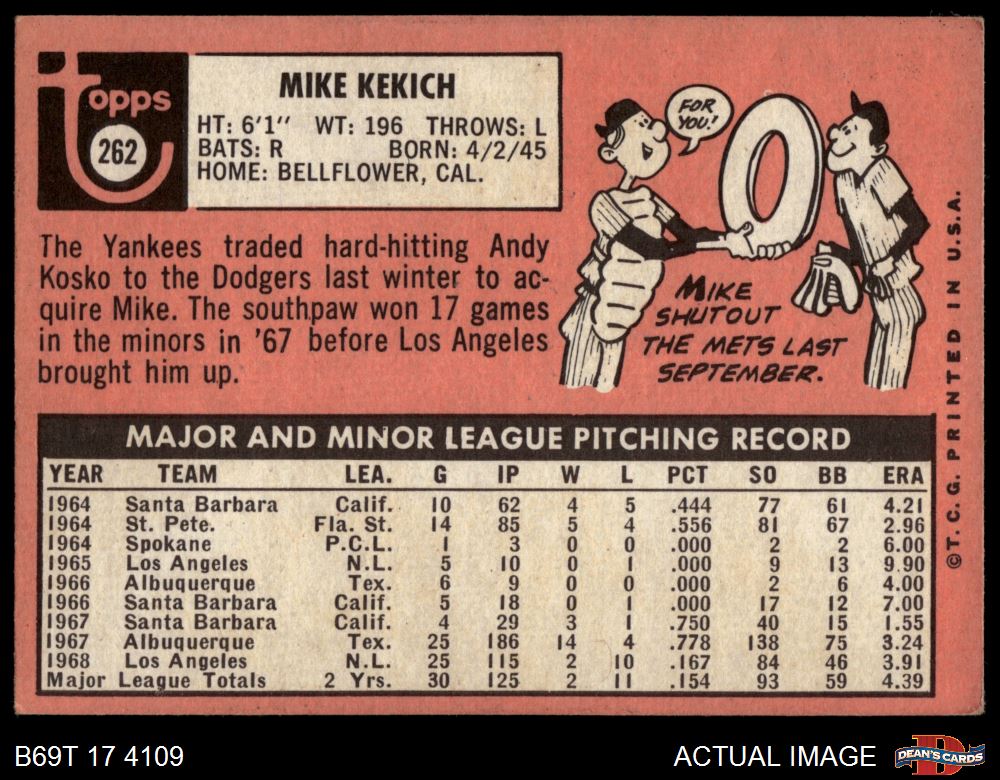 Topps
262
MIKE KEKICH
HT: 6'1" WT: 196 THROWS: L
BATS: R BORN: 4/2/45
HOME: BELLFLOWER, CAL.
The Yankees traded hard-hitting Andy
Kosko to the Dodgers last winter to ac-
quire Mike. The southpaw won 17 games
in the minors in '67 before Los Angeles
brought him up.
FOR
YOU!
0
MIKE
SHUTOUT
THE METS LAST
SEPTEMBER.
MAJOR AND MINOR LEAGUE PITCHING RECORD
YEAR TEAM LEA. G IP W L PCT SO BB ERA
1964 Santa Barbara Calif. 10 62 4 5 .444 77 61 4.21
1964 St. Pete. Fla. St. 14 85 5 4 .556 81 67 2.96
1964 Spokane P.C.L. 1 3 0 0 .000 2 2 6.00
1965 Los Angeles N.L. 5 10 0 1 .000 9 13 9.90
1966 Albuquerque Tex. 6 9 0 0 .000 2 6 4.00
1966 Santa Barbara Calif. 5 18 0 1 .000 17 12 7.00
1967 Santa Barbara Calif. 4 29 3 1 .750 40 15 1.55
1967 Albuquerque Tex. 25 186 14 4 .778 138 75 3.24
1968 Los Angeles N.L. 25 115 2 10 .167 84 46 3.91
Major League Totals 2 Yrs. 30 125 2 11 .154 93 59 4.39
©T. C. G. PRINTED IN U.S.A.
B69T 17 4109
ACTUAL IMAGE
D
DEAN'S CARDS